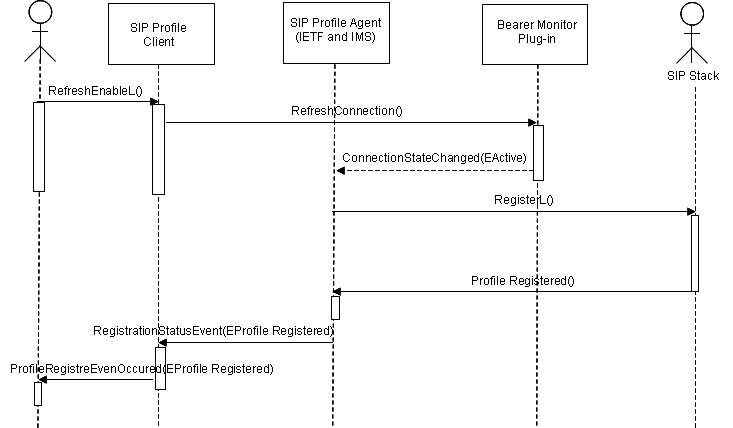 SIP Profile
Client
SIP Profile Agent
(IETF and IMS)
Bearer Monitor
Plug-in
SIP Stack
RefreshEnableL()
RefreshConnection()
ConnectionStateChanged(EActive)
RegisterL()
Profile Registered()
RegistrationStatusEvent(EProfile Registered)
ProfileRegistreEvenOccured(EProfile Registered)